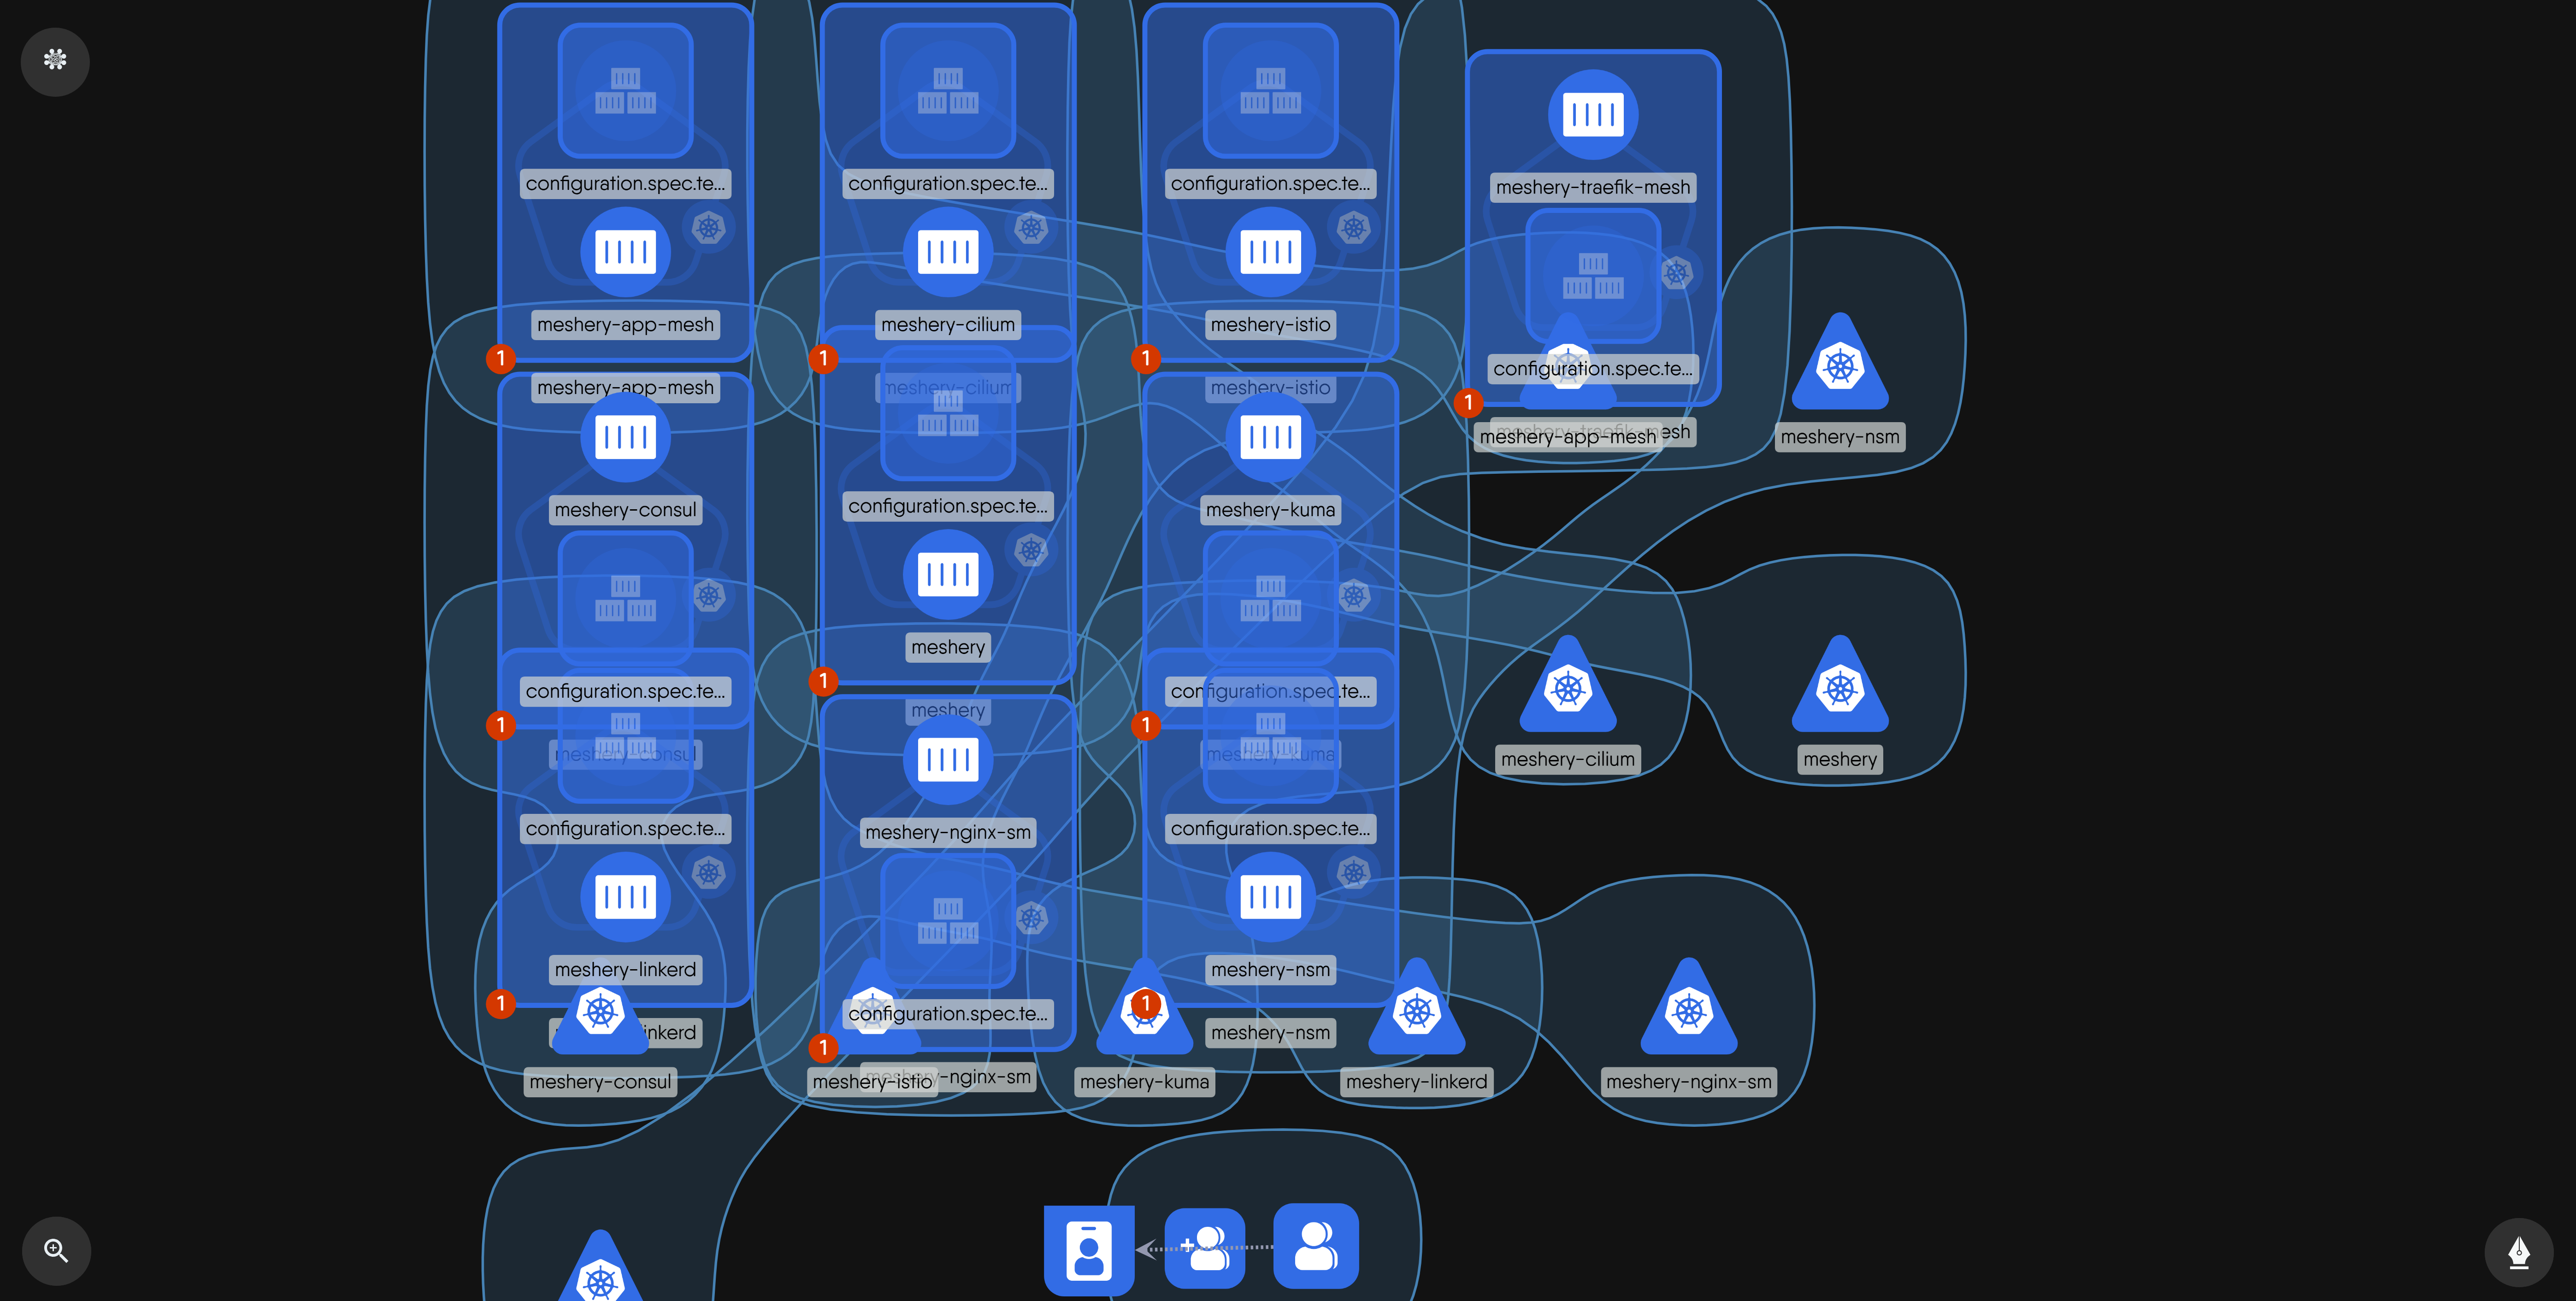 configuration.spec.te...
configuration.spec.te...
configuration.spec.te...
meshery-traefik-mesh
meshery-app-mesh
meshery-cilium
meshery-istio
configuration.spec.te...
1
1
1
meshery-app-mesh
meshery-cilium
meshery-istio
1
meshery-app-mesh
meshery-nsm
meshery-consul
configuration.spec.te...
meshery-kuma
meshery
configuration.spec.te...
1
configuration.spec.te...
1
1
meshery
meshery-consul
meshery-kuma
meshery-cilium
meshery
configuration.spec.te...
meshery-nginx-sm
configuration.spec.te...
meshery-linkerd
meshery-nsm
1
configuration.spec.te...
1
inkerd
meshery-nsm
1
meshery-consul
meshery-istio
-nginx-sm
meshery-kuma
meshery-linkerd
meshery-nginx-sm